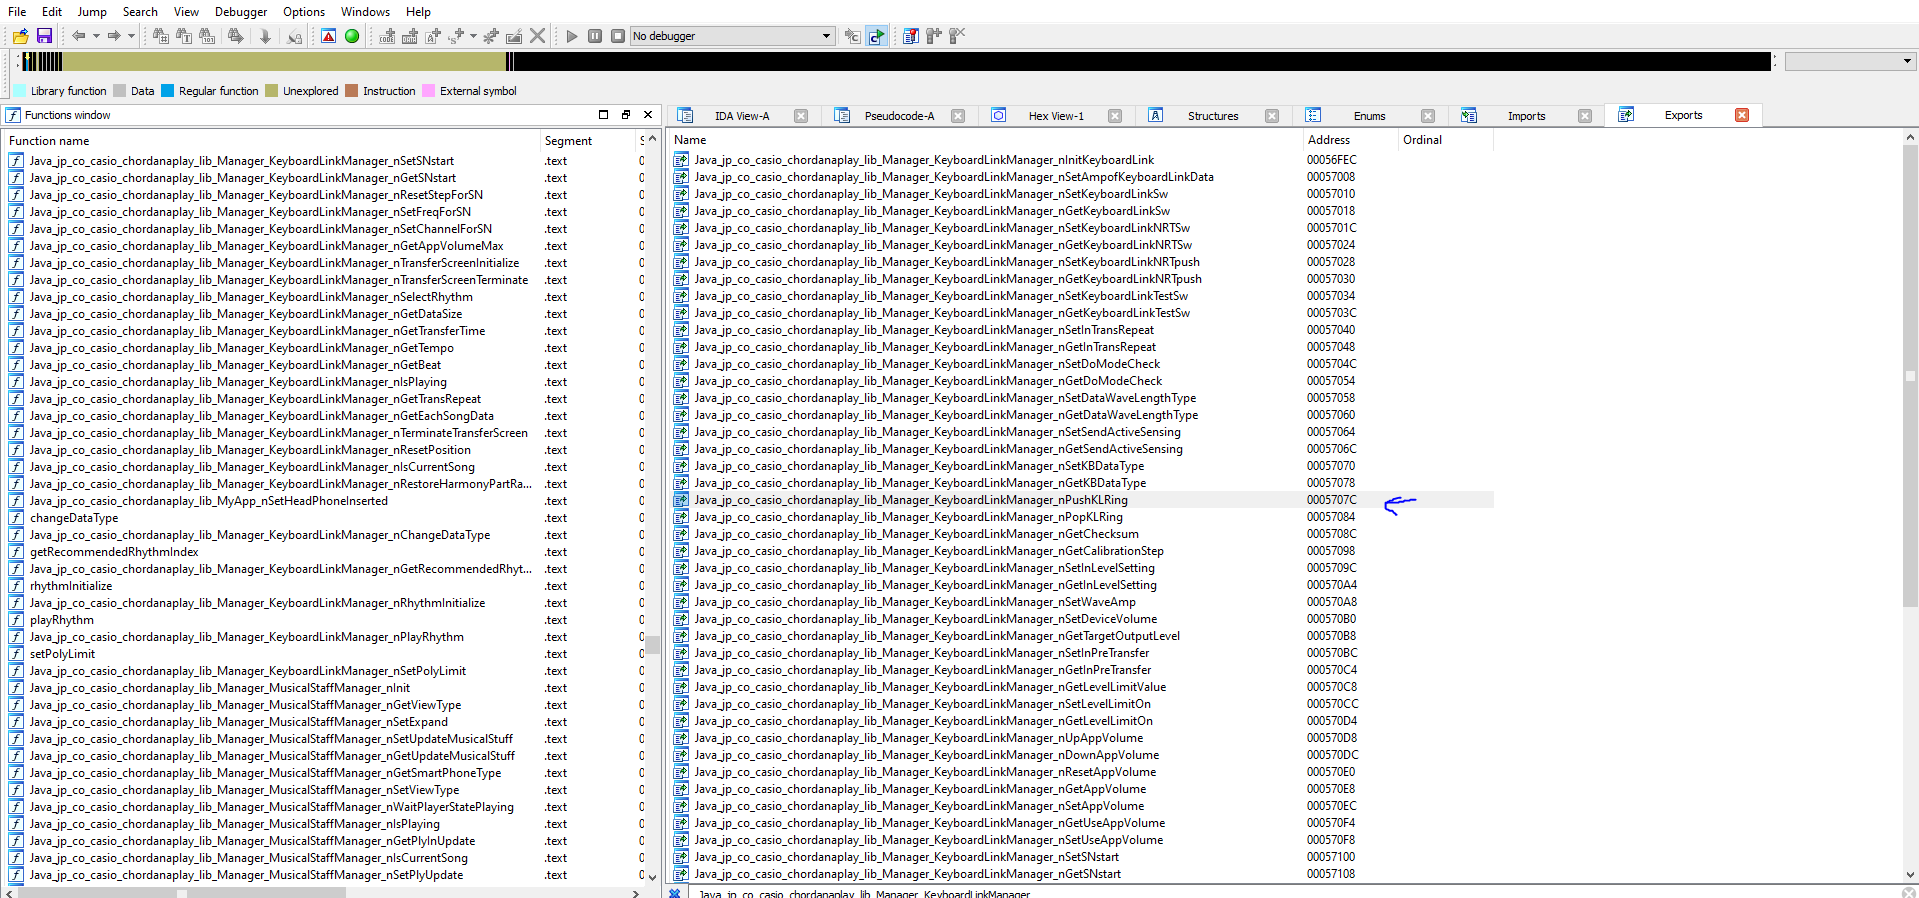 File Edit Jump Search View Debugger Options Windows Help
No debugger
Library function Data Regular function Unexplored Instruction External symbol
Functions window
Function name Segment
Java_jp_co_casio_chordanaplay_lib_Manager_KeyboardLinkManager_nSetSNstart .text
Java_jp_co_casio_chordanaplay_lib_Manager_KeyboardLinkManager_nGetSNstart .text
Java_jp_co_casio_chordanaplay_lib_Manager_KeyboardLinkManager_nResetStepForSN .text
Java_jp_co_casio_chordanaplay_lib_Manager_KeyboardLinkManager_nSetFreqForSN .text
Java_jp_co_casio_chordanaplay_lib_Manager_KeyboardLinkManager_nSetChannelForSN .text
Java_jp_co_casio_chordanaplay_lib_Manager_KeyboardLinkManager_nGetAppVolumeMax .text
Java_jp_co_casio_chordanaplay_lib_Manager_KeyboardLinkManager_nTransferScreenInitialize .text
Java_jp_co_casio_chordanaplay_lib_Manager_KeyboardLinkManager_nTransferScreenTerminate .text
Java_jp_co_casio_chordanaplay_lib_Manager_KeyboardLinkManager_nSelectRhythm .text
Java_jp_co_casio_chordanaplay_lib_Manager_KeyboardLinkManager_nGetDataSize .text
Java_jp_co_casio_chordanaplay_lib_Manager_KeyboardLinkManager_nGetTransferTime .text
Java_jp_co_casio_chordanaplay_lib_Manager_KeyboardLinkManager_nGetTempo .text
Java_jp_co_casio_chordanaplay_lib_Manager_KeyboardLinkManager_nGetBeat .text
Java_jp_co_casio_chordanaplay_lib_Manager_KeyboardLinkManager_nIsPlaying .text
Java_jp_co_casio_chordanaplay_lib_Manager_KeyboardLinkManager_nGetTransRepeat .text
Java_jp_co_casio_chordanaplay_lib_Manager_KeyboardLinkManager_nGetEachSongData .text
Java_jp_co_casio_chordanaplay_lib_Manager_KeyboardLinkManager_nTerminateTransferScreen .text
Java_jp_co_casio_chordanaplay_lib_Manager_KeyboardLinkManager_nResetPosition .text
Java_jp_co_casio_chordanaplay_lib_Manager_KeyboardLinkManager_nIsCurrentSong .text
Java_jp_co_casio_chordanaplay_lib_Manager_KeyboardLinkManager_nRestoreHarmonyPartRa... .text
Java_jp_co_casio_chordanaplay_lib_MyApp_nSetHeadPhoneInserted .text
changeDataType .text
Java_jp_co_casio_chordanaplay_lib_Manager_KeyboardLinkManager_nChangeDataType .text
getRecommendedRhythmIndex .text
Java_jp_co_casio_chordanaplay_lib_Manager_KeyboardLinkManager_nGetRecommendedRhyt... .text
rhythmInitialize .text
Java_jp_co_casio_chordanaplay_lib_Manager_KeyboardLinkManager_nRhythmInitialize .text
playRhythm .text
Java_jp_co_casio_chordanaplay_lib_Manager_KeyboardLinkManager_nPlayRhythm .text
setPolyLimit .text
Java_jp_co_casio_chordanaplay_lib_Manager_KeyboardLinkManager_nSetPolyLimit .text
Java_jp_co_casio_chordanaplay_lib_Manager_MusicalStaffManager_nInit .text
Java_jp_co_casio_chordanaplay_lib_Manager_MusicalStaffManager_nGetViewType .text
Java_jp_co_casio_chordanaplay_lib_Manager_MusicalStaffManager_nSetExpand .text
Java_jp_co_casio_chordanaplay_lib_Manager_MusicalStaffManager_nSetUpdateMusicalStuff .text
Java_jp_co_casio_chordanaplay_lib_Manager_MusicalStaffManager_nGetUpdateMusicalStuff .text
Java_jp_co_casio_chordanaplay_lib_Manager_MusicalStaffManager_nGetSmartPhoneType .text
Java_jp_co_casio_chordanaplay_lib_Manager_MusicalStaffManager_nSetViewType .text
Java_jp_co_casio_chordanaplay_lib_Manager_MusicalStaffManager_nWaitPlayerStatePlaying .text
Java_jp_co_casio_chordanaplay_lib_Manager_MusicalStaffManager_nIsPlaying .text
Java_jp_co_casio_chordanaplay_lib_Manager_MusicalStaffManager_nGetPlyInUpdate .text
Java_jp_co_casio_chordanaplay_lib_Manager_MusicalStaffManager_nIsCurrentSong .text
Java_jp_co_casio_chordanaplay_lib_Manager_MusicalStaffManager_nSetPlyUpdate .text
IDA View-A Pseudocode-A Hex View-1 Structures Enums Imports Exports
Name Address Ordinal
Java_jp_co_casio_chordanaplay_lib_Manager_KeyboardLinkManager_nInitKeyboardLink 00056FEC
Java_jp_co_casio_chordanaplay_lib_Manager_KeyboardLinkManager_nSetAmpofKeyboardLinkData 00057008
Java_jp_co_casio_chordanaplay_lib_Manager_KeyboardLinkManager_nSetKeyboardLinkSw 00057010
Java_jp_co_casio_chordanaplay_lib_Manager_KeyboardLinkManager_nGetKeyboardLinkSw 00057018
Java_jp_co_casio_chordanaplay_lib_Manager_KeyboardLinkManager_nSetKeyboardLinkNRTSw 0005701C
Java_jp_co_casio_chordanaplay_lib_Manager_KeyboardLinkManager_nGetKeyboardLinkNRTSw 00057024
Java_jp_co_casio_chordanaplay_lib_Manager_KeyboardLinkManager_nSetKeyboardLinkNRTpush 00057028
Java_jp_co_casio_chordanaplay_lib_Manager_KeyboardLinkManager_nGetKeyboardLinkNRTpush 00057030
Java_jp_co_casio_chordanaplay_lib_Manager_KeyboardLinkManager_nSetKeyboardLinkTestSw 00057034
Java_jp_co_casio_chordanaplay_lib_Manager_KeyboardLinkManager_nGetKeyboardLinkTestSw 0005703C
Java_jp_co_casio_chordanaplay_lib_Manager_KeyboardLinkManager_nSetInTransRepeat 00057040
Java_jp_co_casio_chordanaplay_lib_Manager_KeyboardLinkManager_nGetInTransRepeat 00057048
Java_jp_co_casio_chordanaplay_lib_Manager_KeyboardLinkManager_nSetDoModeCheck 0005704C
Java_jp_co_casio_chordanaplay_lib_Manager_KeyboardLinkManager_nGetDoModeCheck 00057054
Java_jp_co_casio_chordanaplay_lib_Manager_KeyboardLinkManager_nSetDataWaveLengthType 00057058
Java_jp_co_casio_chordanaplay_lib_Manager_KeyboardLinkManager_nGetDataWaveLengthType 00057060
Java_jp_co_casio_chordanaplay_lib_Manager_KeyboardLinkManager_nSetSendActiveSensing 00057064
Java_jp_co_casio_chordanaplay_lib_Manager_KeyboardLinkManager_nGetSendActiveSensing 0005706C
Java_jp_co_casio_chordanaplay_lib_Manager_KeyboardLinkManager_nSetKBDataType 00057070
Java_jp_co_casio_chordanaplay_lib_Manager_KeyboardLinkManager_nGetKBDataType 00057078
Java_jp_co_casio_chordanaplay_lib_Manager_KeyboardLinkManager_nPushKLRing 0005707C
Java_jp_co_casio_chordanaplay_lib_Manager_KeyboardLinkManager_nPopKLRing 00057084
Java_jp_co_casio_chordanaplay_lib_Manager_KeyboardLinkManager_nGetChecksum 0005708C
Java_jp_co_casio_chordanaplay_lib_Manager_KeyboardLinkManager_nGetCalibrationStep 00057098
Java_jp_co_casio_chordanaplay_lib_Manager_KeyboardLinkManager_nSetInLevelSetting 0005709C
Java_jp_co_casio_chordanaplay_lib_Manager_KeyboardLinkManager_nGetInLevelSetting 000570A4
Java_jp_co_casio_chordanaplay_lib_Manager_KeyboardLinkManager_nSetWaveAmp 000570A8
Java_jp_co_casio_chordanaplay_lib_Manager_KeyboardLinkManager_nSetDeviceVolume 000570B0
Java_jp_co_casio_chordanaplay_lib_Manager_KeyboardLinkManager_nGetTargetOutputLevel 000570B8
Java_jp_co_casio_chordanaplay_lib_Manager_KeyboardLinkManager_nSetInPreTransfer 000570BC
Java_jp_co_casio_chordanaplay_lib_Manager_KeyboardLinkManager_nGetInPreTransfer 000570C4
Java_jp_co_casio_chordanaplay_lib_Manager_KeyboardLinkManager_nGetLevelLimitValue 000570C8
Java_jp_co_casio_chordanaplay_lib_Manager_KeyboardLinkManager_nSetLevelLimitOn 000570CC
Java_jp_co_casio_chordanaplay_lib_Manager_KeyboardLinkManager_nGetLevelLimitOn 000570D4
Java_jp_co_casio_chordanaplay_lib_Manager_KeyboardLinkManager_nUpAppVolume 000570D8
Java_jp_co_casio_chordanaplay_lib_Manager_KeyboardLinkManager_nDownAppVolume 000570DC
Java_jp_co_casio_chordanaplay_lib_Manager_KeyboardLinkManager_nResetAppVolume 000570E0
Java_jp_co_casio_chordanaplay_lib_Manager_KeyboardLinkManager_nGetAppVolume 000570E8
Java_jp_co_casio_chordanaplay_lib_Manager_KeyboardLinkManager_nSetAppVolume 000570EC
Java_jp_co_casio_chordanaplay_lib_Manager_KeyboardLinkManager_nGetUseAppVolume 000570F4
Java_jp_co_casio_chordanaplay_lib_Manager_KeyboardLinkManager_nSetUseAppVolume 000570F8
Java_jp_co_casio_chordanaplay_lib_Manager_KeyboardLinkManager_nSetSNstart 00057100
Java_jp_co_casio_chordanaplay_lib_Manager_KeyboardLinkManager_nGetSNstart 00057108
Java_jp_co_casio_chordanaplay_lib_Manager_KeyboardLinkManager